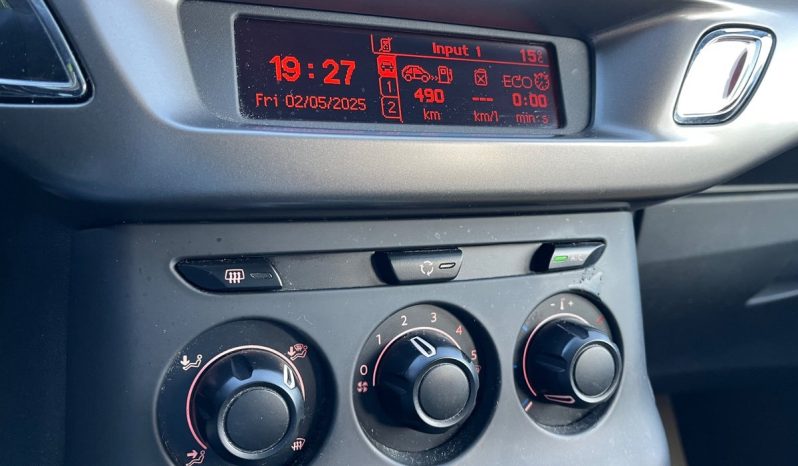 Input 1
15°C
19:27
Fri 02/05/2025
1
2
490
km
---
km/l
ECO
0:00
min s
A/C
- +
0 1 2 3 4 5